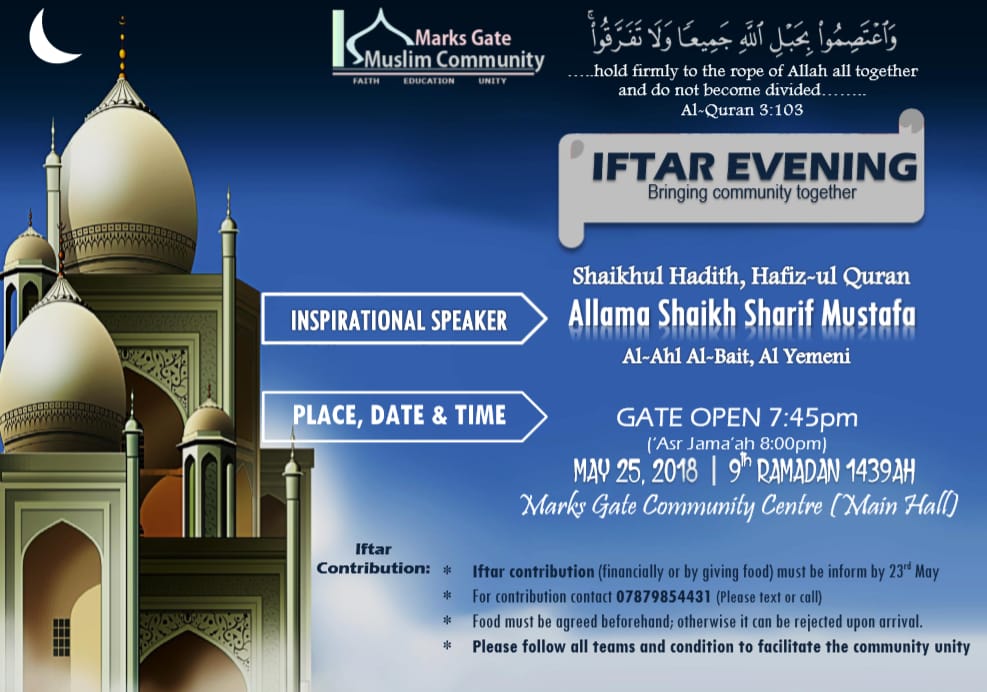 Marks Gate
Muslim Community
FAITH EDUCATION UNITY
وَٱعْتَصِمُوا۟ بِحَبْلِ ٱللَّهِ جَمِيعًا وَلَا تَفَرَّقُوا۟ ۚ
.....hold firmly to the rope of Allah all together
and do not become divided........
Al-Quran 3:103
IFTAR EVENING
Bringing community together
Shaikhul Hadith, Hafiz-ul Quran
INSPIRATIONAL SPEAKER
Allama Shaikh Sharif Mustafa
Al-Ahl Al-Bait, Al Yemeni
PLACE, DATE & TIME
GATE OPEN 7:45pm
('Asr Jama'ah 8:00pm)
MAY 25, 2018 | 9th RAMADAN 1439AH
Marks Gate Community Centre (Main Hall)
Iftar
Contribution:
* Iftar contribution (financially or by giving food) must be inform by 23rd May
* For contribution contact 07879854431 (Please text or call)
* Food must be agreed beforehand; otherwise it can be rejected upon arrival.
* Please follow all teams and condition to facilitate the community unity